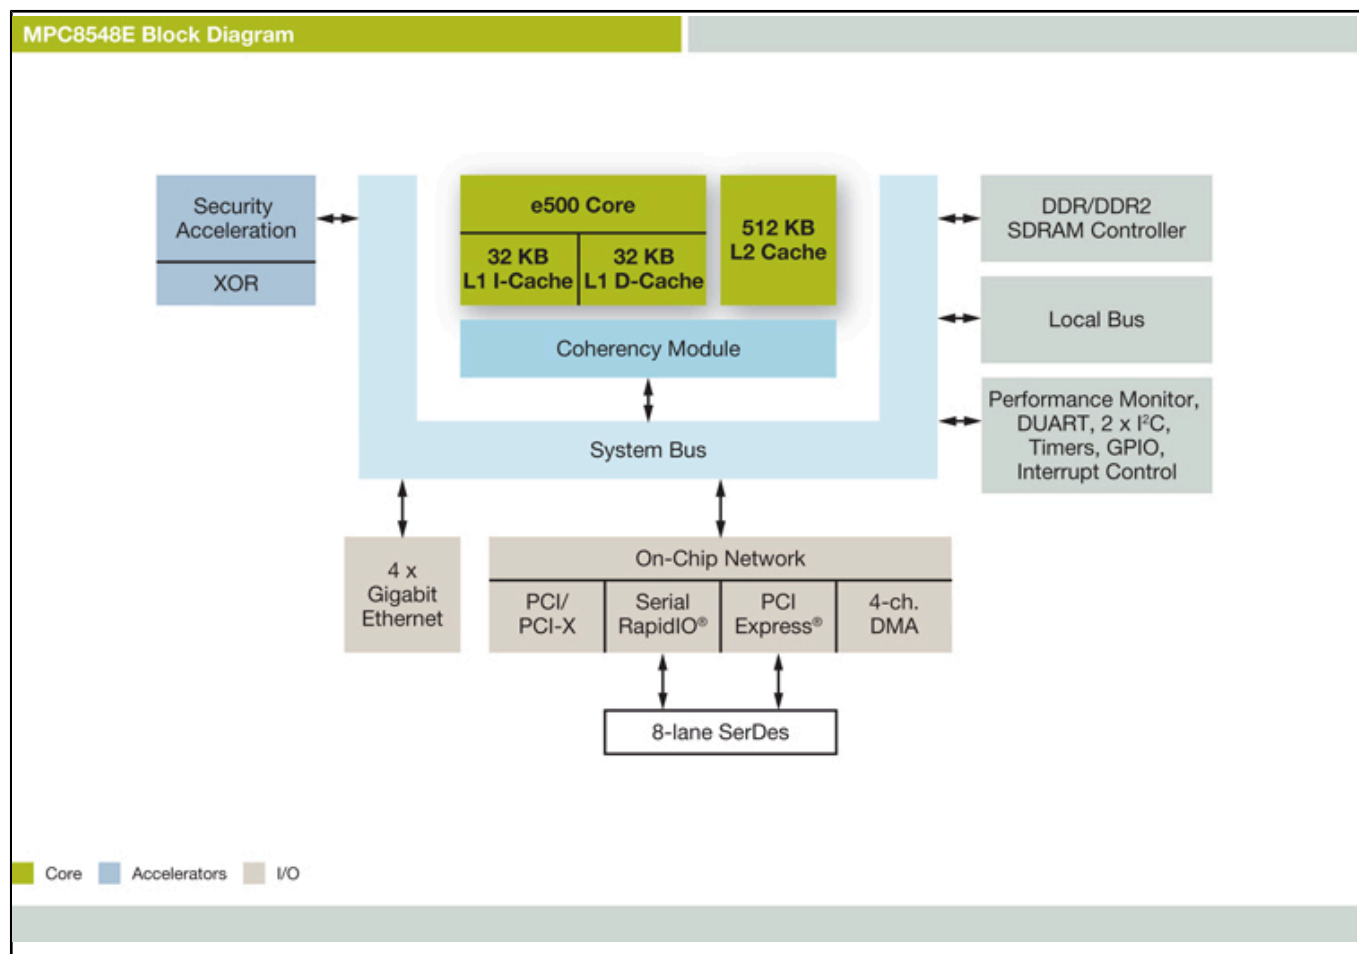 MPC8548E Block Diagram
Security
Acceleration
XOR
e500 Core
32 KB
L1 I-Cache
32 KB
L1 D-Cache
512 KB
L2 Cache
Coherency Module
System Bus
DDR/DDR2
SDRAM Controller
Local Bus
Performance Monitor,
DUART, 2 x I²C,
Timers, GPIO,
Interrupt Control
4 x
Gigabit
Ethernet
On-Chip Network
PCI/
PCI-X
Serial
RapidIO®
PCI
Express®
4-ch.
DMA
8-lane SerDes
Core
Accelerators
I/O